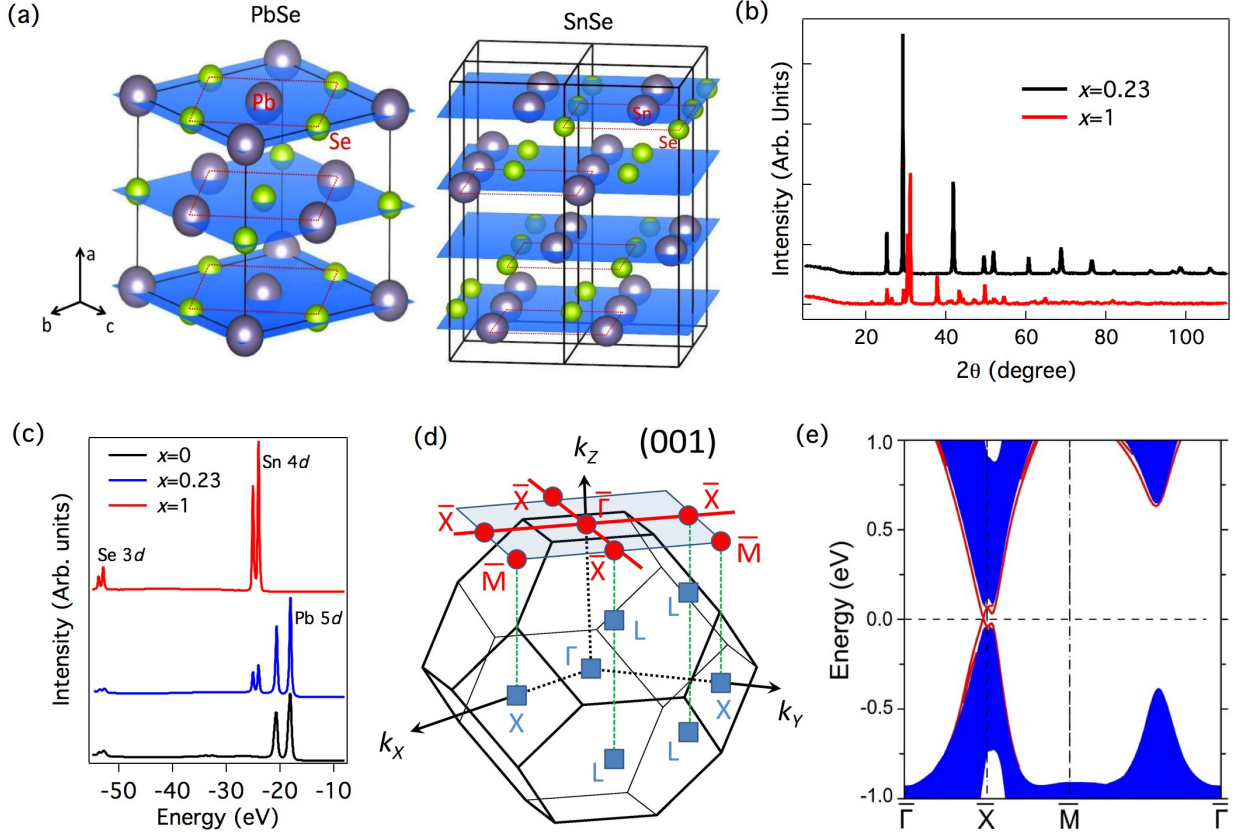 (a)
PbSe
SnSe
Pb
Se
Sn
Se
a
b
c
(b)
Intensity (Arb. Units)
x=0.23
x=1
20
40
60
80
100
2θ (degree)
(c)
x=0
x=0.23
x=1
Sn 4d
Se 3d
Pb 5d
Intensity (Arb. units)
-50
-40
-30
-20
-10
Energy (eV)
(d)
k_Z
(001)
X̅
Γ̅
X̅
X̅
M̅
X̅
M̅
L
L
Γ
X
X
L
L
k_X
k_Y
(e)
Energy (eV)
1.0
0.5
0.0
-0.5
-1.0
Γ̅
X̅
M̅
Γ̅